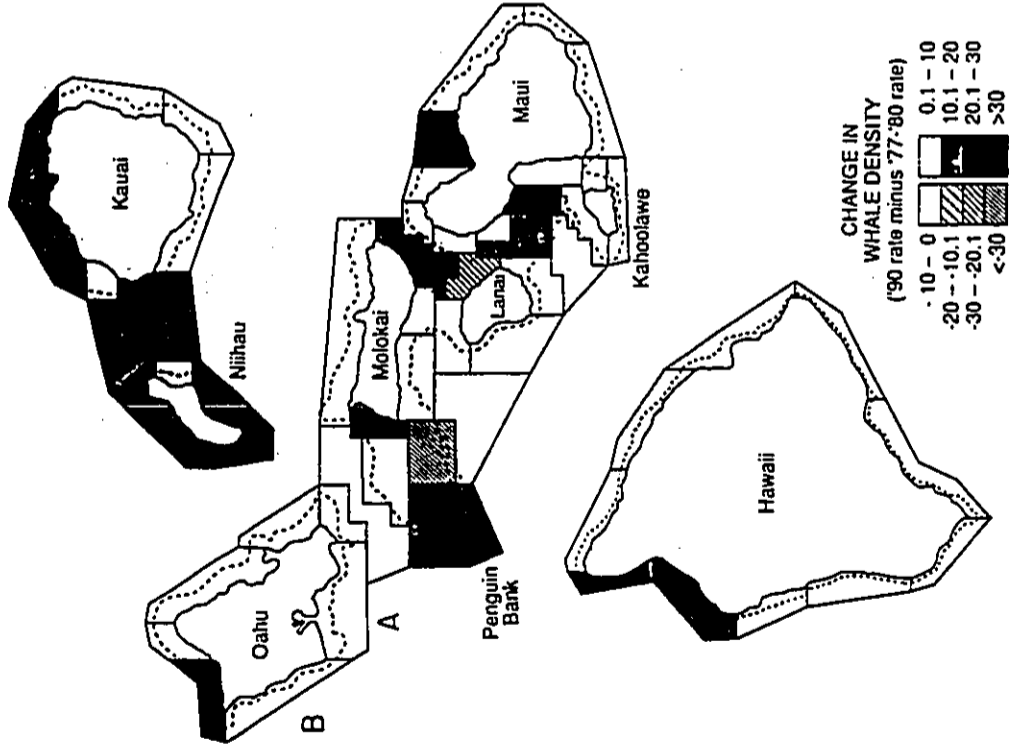 Kauai
Niihau
Oahu
B
A
Molokai
Maui
Lanai
Kahoolawe
Penguin
Bank
Hawaii
CHANGE IN
WHALE DENSITY
('90 rate minus '77-'80 rate)
- 10 – 0 0.1 – 10
-20 – -10.1 10.1 – 20
-30 – -20.1 20.1 – 30
<-30 >30